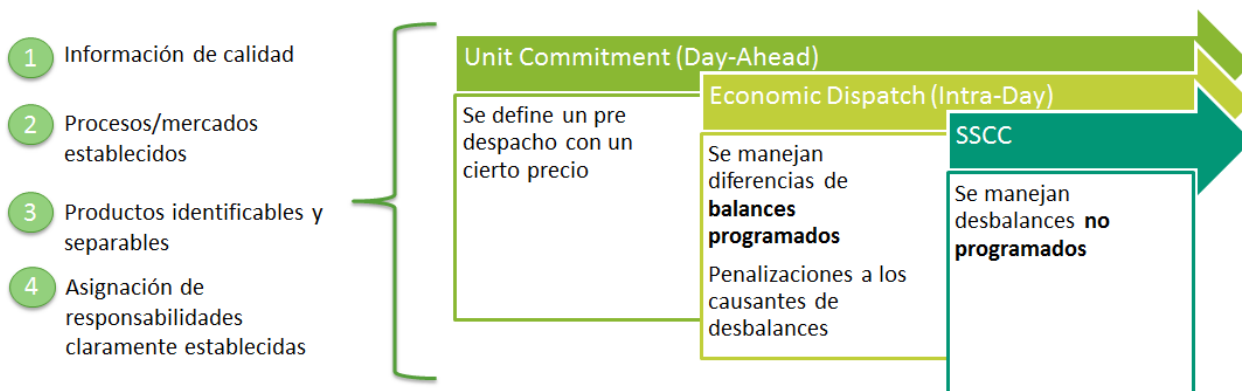 1 Información de calidad
2 Procesos/mercados
establecidos
3 Productos identificables y
separables
4 Asignación de
responsabilidades
claramente establecidas
Unit Commitment (Day-Ahead)
Se define un pre
despacho con un
cierto precio
Economic Dispatch (Intra-Day)
Se manejan
diferencias de
balances
programados
Penalizaciones a los
causantes de
desbalances
SSCC
Se manejan
desbalances no
programados